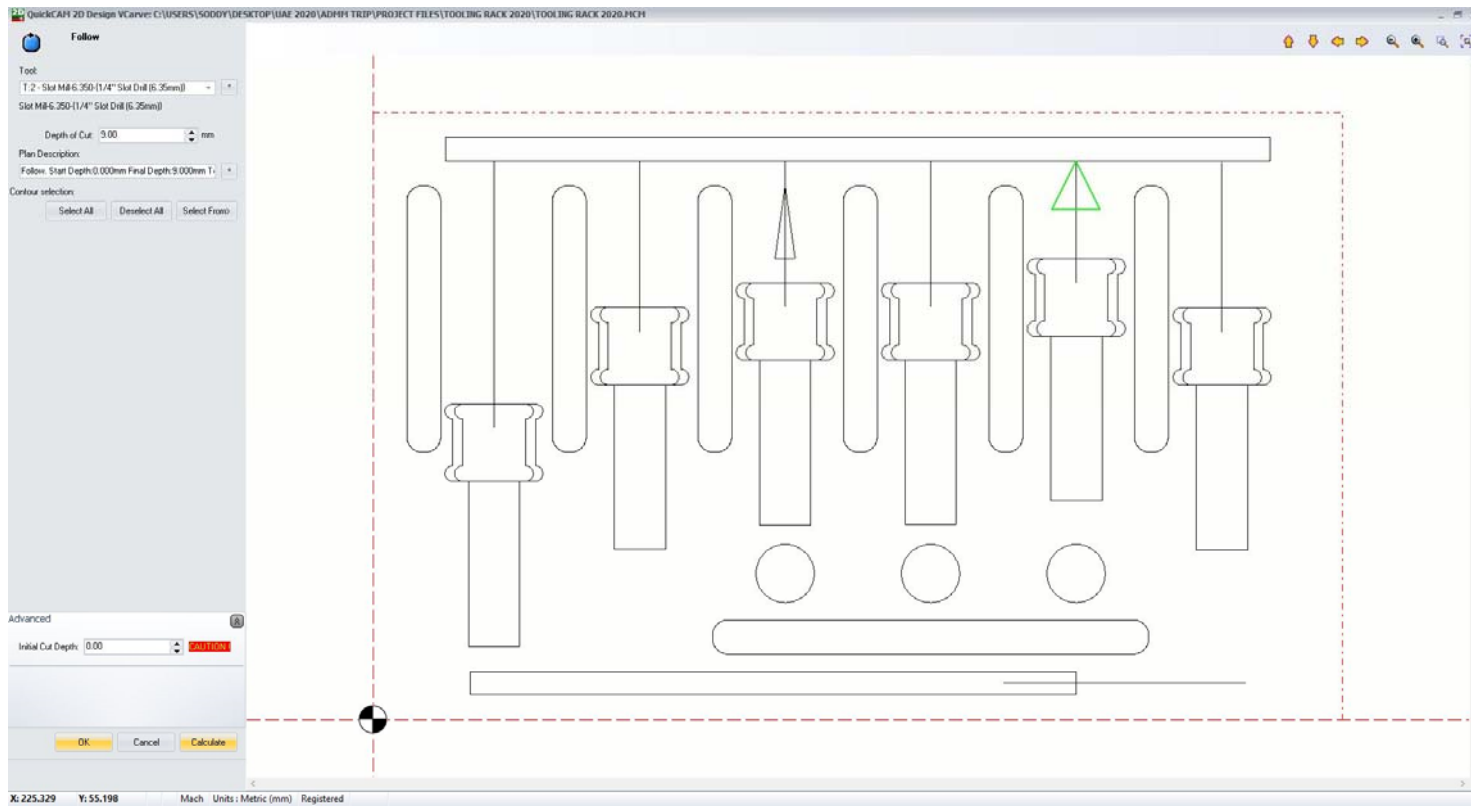 QuickCAM 2D Design VCarve: C:\USERS\SODDY\DESKTOP\UAE 2020\ADMM TRIP\PROJECT FILES\TOOLING RACK 2020\TOOLING RACK 2020.MCM
Follow
Tool:
T:2 - Slot Mill-6.350-(1/4" Slot Drill (6.35mm))
Slot Mill-6.350-(1/4" Slot Drill (6.35mm))
Depth of Cut: 9.00 mm
Plan Description:
Follow. Start Depth:0.000mm Final Depth:9.000mm T
Contour selection:
Select All Deselect All Select From
Advanced
Initial Cut Depth: 0.00 CAUTION
OK Cancel Calculate
X: 225.329 Y: 55.198 Mach Units : Metric (mm) Registered